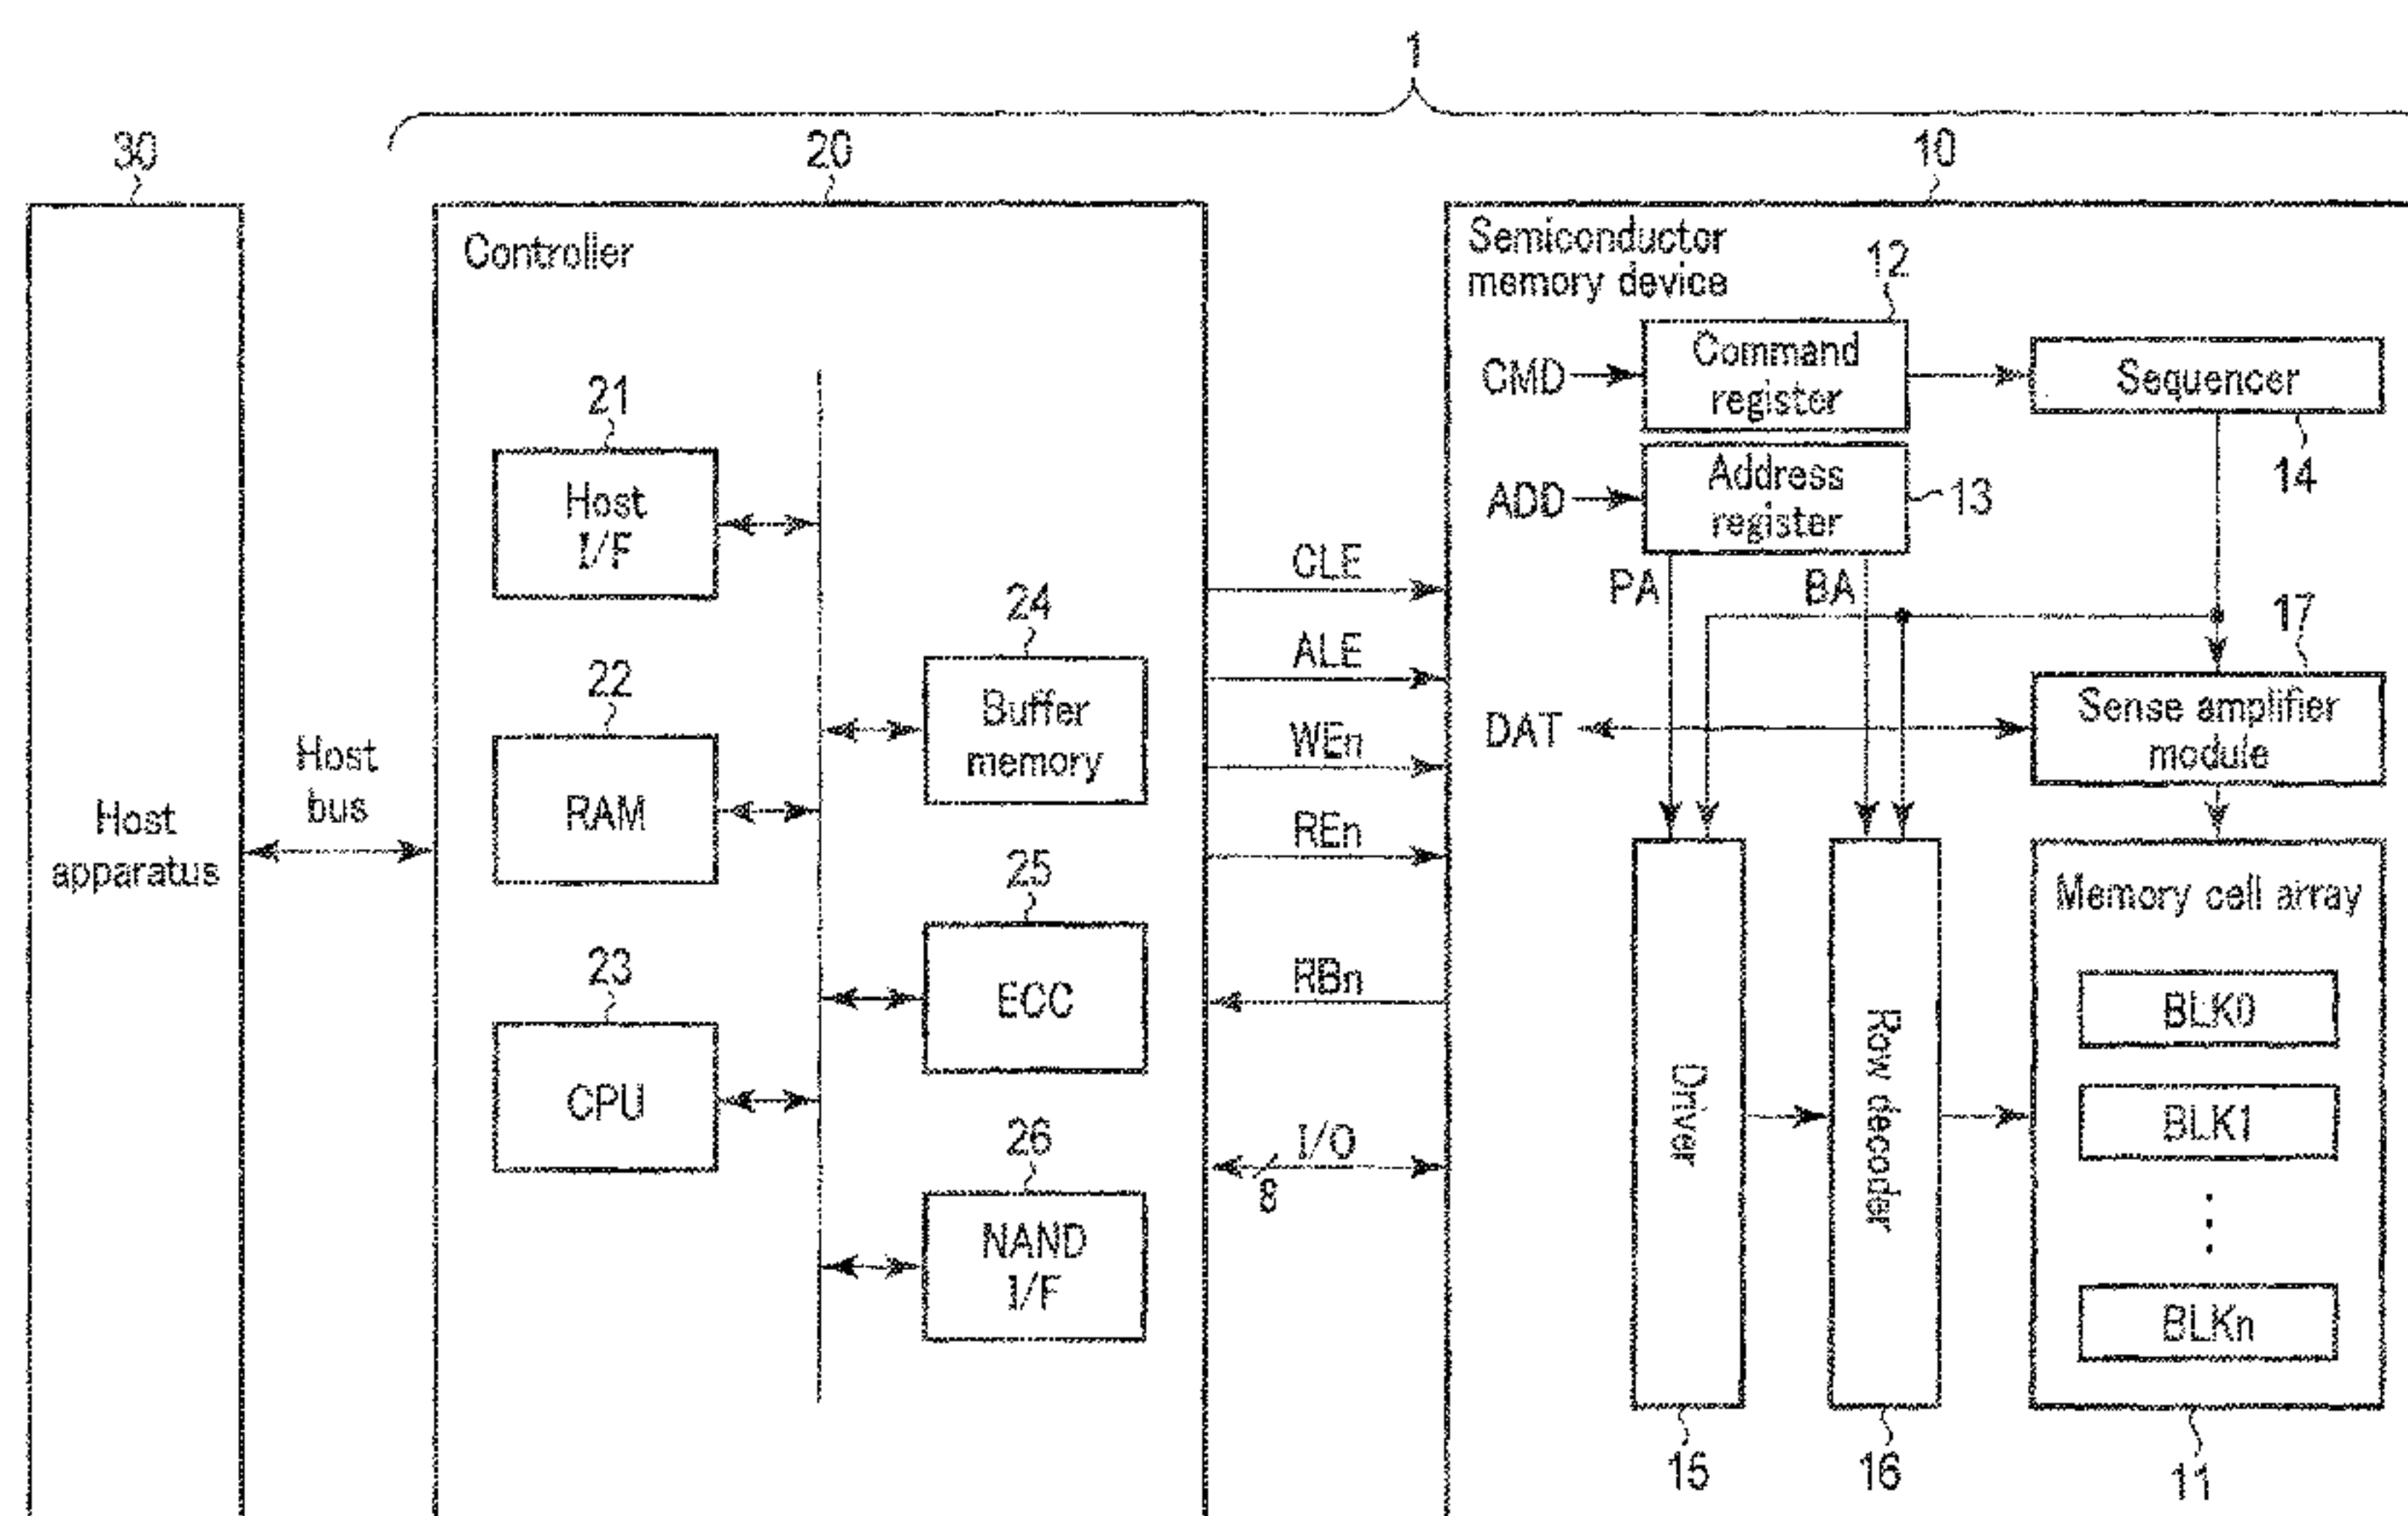 1
30
20
10
Controller
Semiconductor
memory device
12
Command
register
CMD
Sequencer
14
21
Host
I/F
Address
register
ADD
13
CLE
PA
BA
24
17
ALE
22
Buffer
memory
Sense amplifier
module
DAT
WEn
Host
bus
RAM
REn
Host
apparatus
25
Memory cell array
23
ECC
RBn
BLK0
CPU
Driver
Row decoder
BLK1
26
I/O
8
NAND
I/F
BLKn
15
16
11